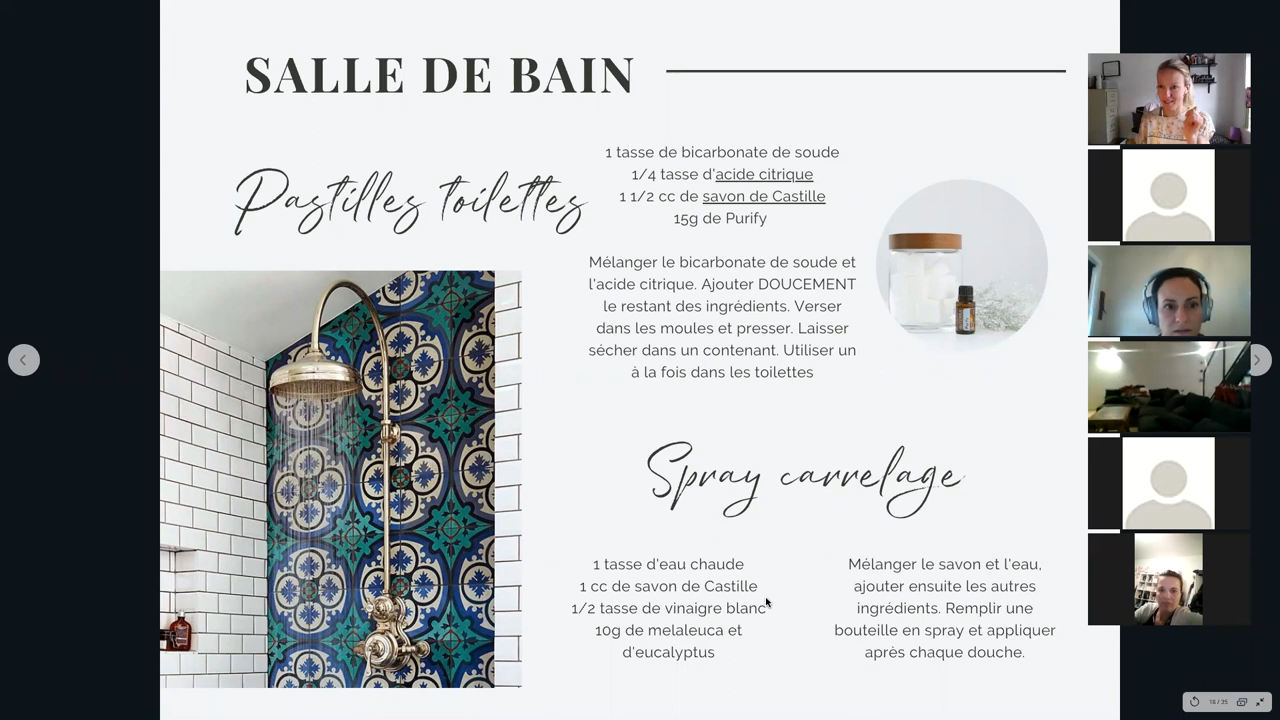 SALLE DE BAIN
Pastilles toilettes
1 tasse de bicarbonate de soude
1/4 tasse d'acide citrique
1 1/2 cc de savon de Castille
15g de Purify
Mélanger le bicarbonate de soude et
l'acide citrique. Ajouter DOUCEMENT
le restant des ingrédients. Verser
dans les moules et presser. Laisser
sécher dans un contenant. Utiliser un
à la fois dans les toilettes
Spray carrelage
1 tasse d'eau chaude
1 cc de savon de Castille
1/2 tasse de vinaigre blanc
10g de melaleuca et
d'eucalyptus
Mélanger le savon et l'eau,
ajouter ensuite les autres
ingrédients. Remplir une
bouteille en spray et appliquer
après chaque douche.
18 / 35